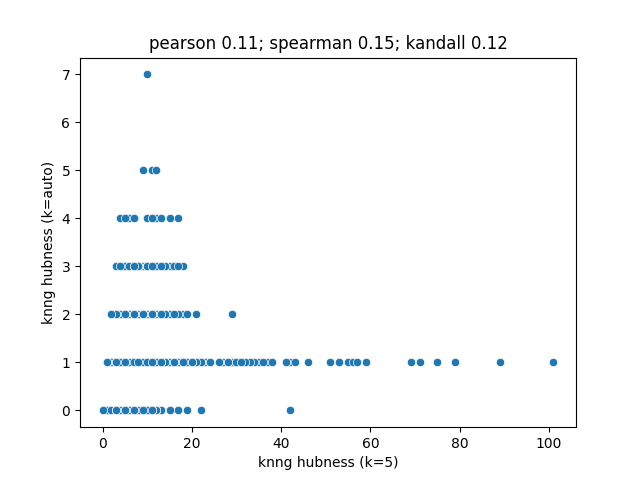 pearson 0.11; spearman 0.15; kandall 0.12
7
6
5
4
3
2
1
0
knng hubness (k=auto)
0 20 40 60 80 100
knng hubness (k=5)